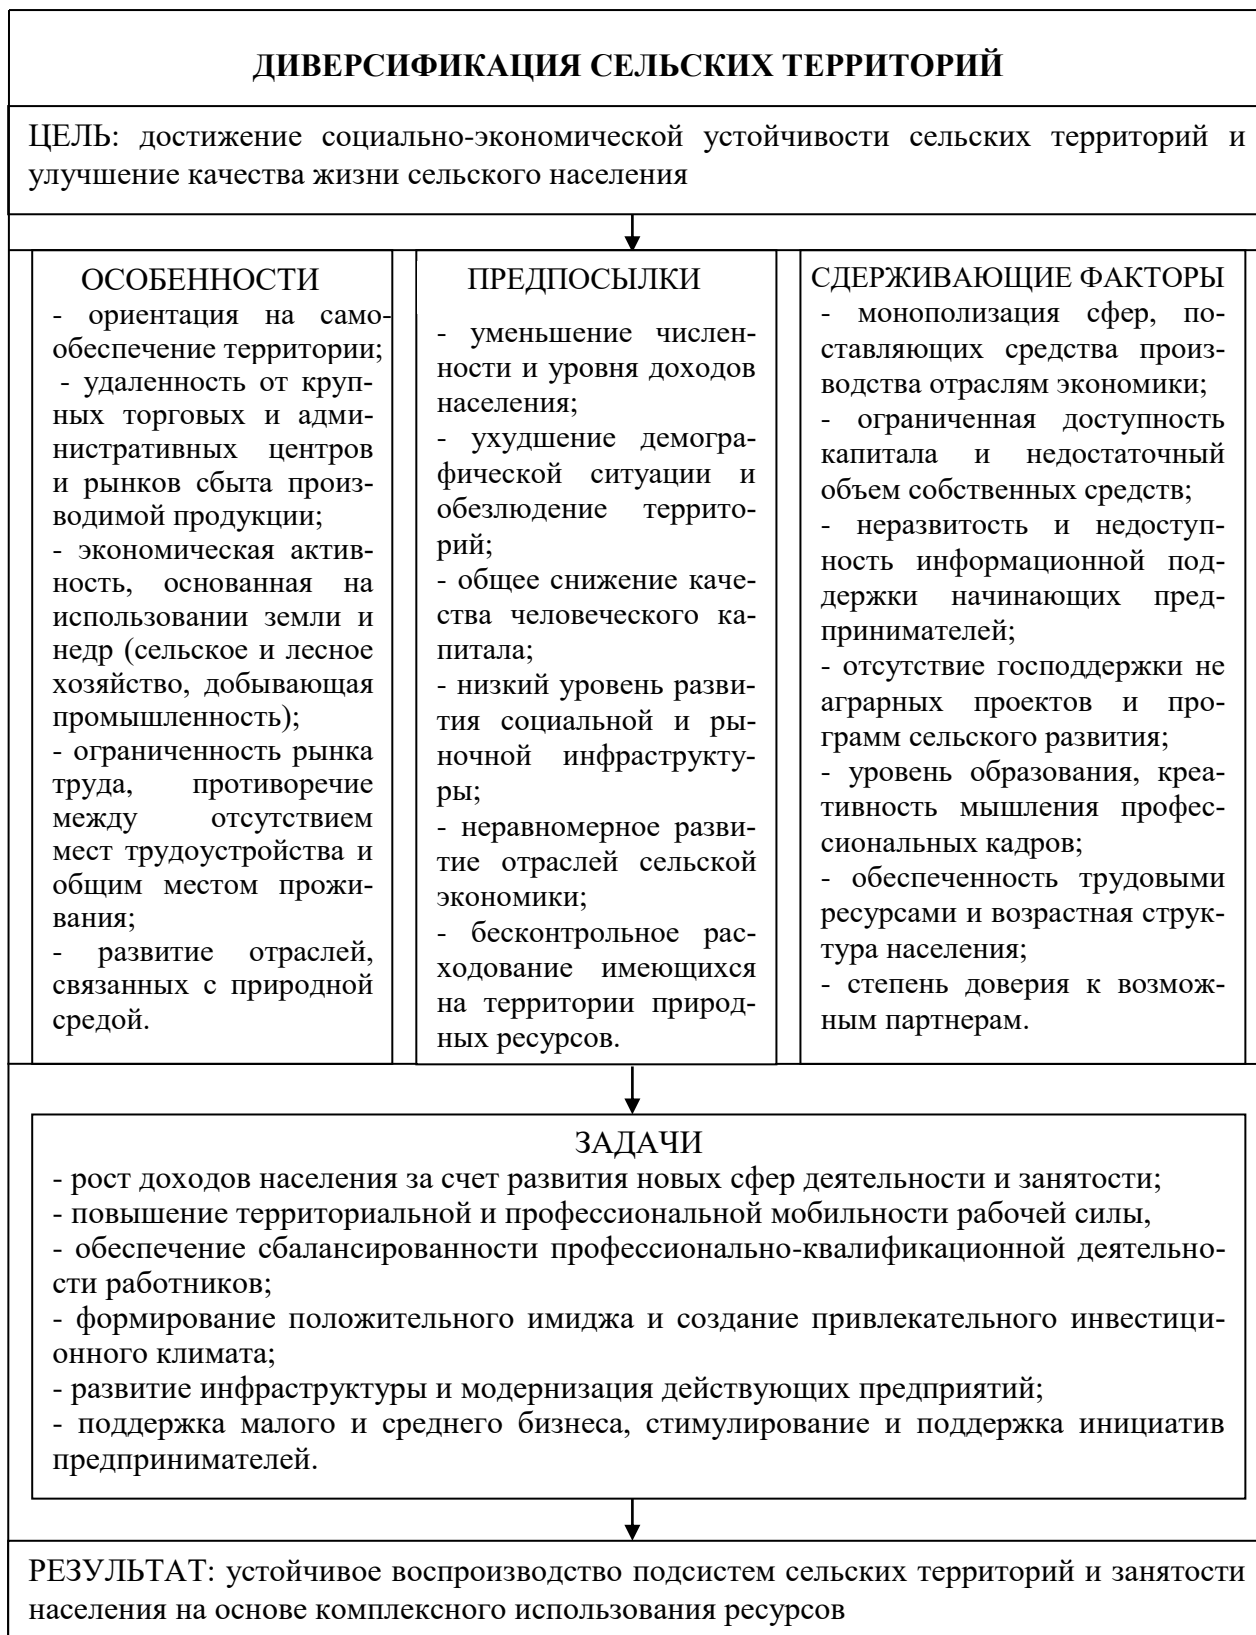 ДИВЕРСИФИКАЦИЯ СЕЛЬСКИХ ТЕРРИТОРИЙ
ЦЕЛЬ: достижение социально-экономической устойчивости сельских территорий и
улучшение качества жизни сельского населения
ОСОБЕННОСТИ
- ориентация на само-
обеспечение территории;
- удаленность от круп-
ных торговых и адми-
нистративных центров
и рынков сбыта произ-
водимой продукции;
- экономическая актив-
ность, основанная на
использовании земли и
недр (сельское и лесное
хозяйство, добывающая
промышленность);
- ограниченность рынка
труда, противоречие
между отсутствием
мест трудоустройства и
общим местом прожи-
вания;
- развитие отраслей,
связанных с природной
средой.
ПРЕДПОСЫЛКИ
- уменьшение числен-
ности и уровня доходов
населения;
- ухудшение демогра-
фической ситуации и
обезлюдение террито-
рий;
- общее снижение каче-
ства человеческого ка-
питала;
- низкий уровень разви-
тия социальной и ры-
ночной инфраструкту-
ры;
- неравномерное разви-
тие отраслей сельской
экономики;
- бесконтрольное рас-
ходование имеющихся
на территории природ-
ных ресурсов.
СДЕРЖИВАЮЩИЕ ФАКТОРЫ
- монополизация сфер, по-
ставляющих средства произ-
водства отраслям экономики;
- ограниченная доступность
капитала и недостаточный
объем собственных средств;
- неразвитость и недоступ-
ность информационной под-
держки начинающих пред-
принимателей;
- отсутствие господдержки не
аграрных проектов и про-
грамм сельского развития;
- уровень образования, креа-
тивность мышления профес-
сиональных кадров;
- обеспеченность трудовыми
ресурсами и возрастная струк-
тура населения;
- степень доверия к возмож-
ным партнерам.
ЗАДАЧИ
- рост доходов населения за счет развития новых сфер деятельности и занятости;
- повышение территориальной и профессиональной мобильности рабочей силы,
- обеспечение сбалансированности профессионально-квалификационной деятельно-
сти работников;
- формирование положительного имиджа и создание привлекательного инвестици-
онного климата;
- развитие инфраструктуры и модернизация действующих предприятий;
- поддержка малого и среднего бизнеса, стимулирование и поддержка инициатив
предпринимателей.
РЕЗУЛЬТАТ: устойчивое воспроизводство подсистем сельских территорий и занятости
населения на основе комплексного использования ресурсов